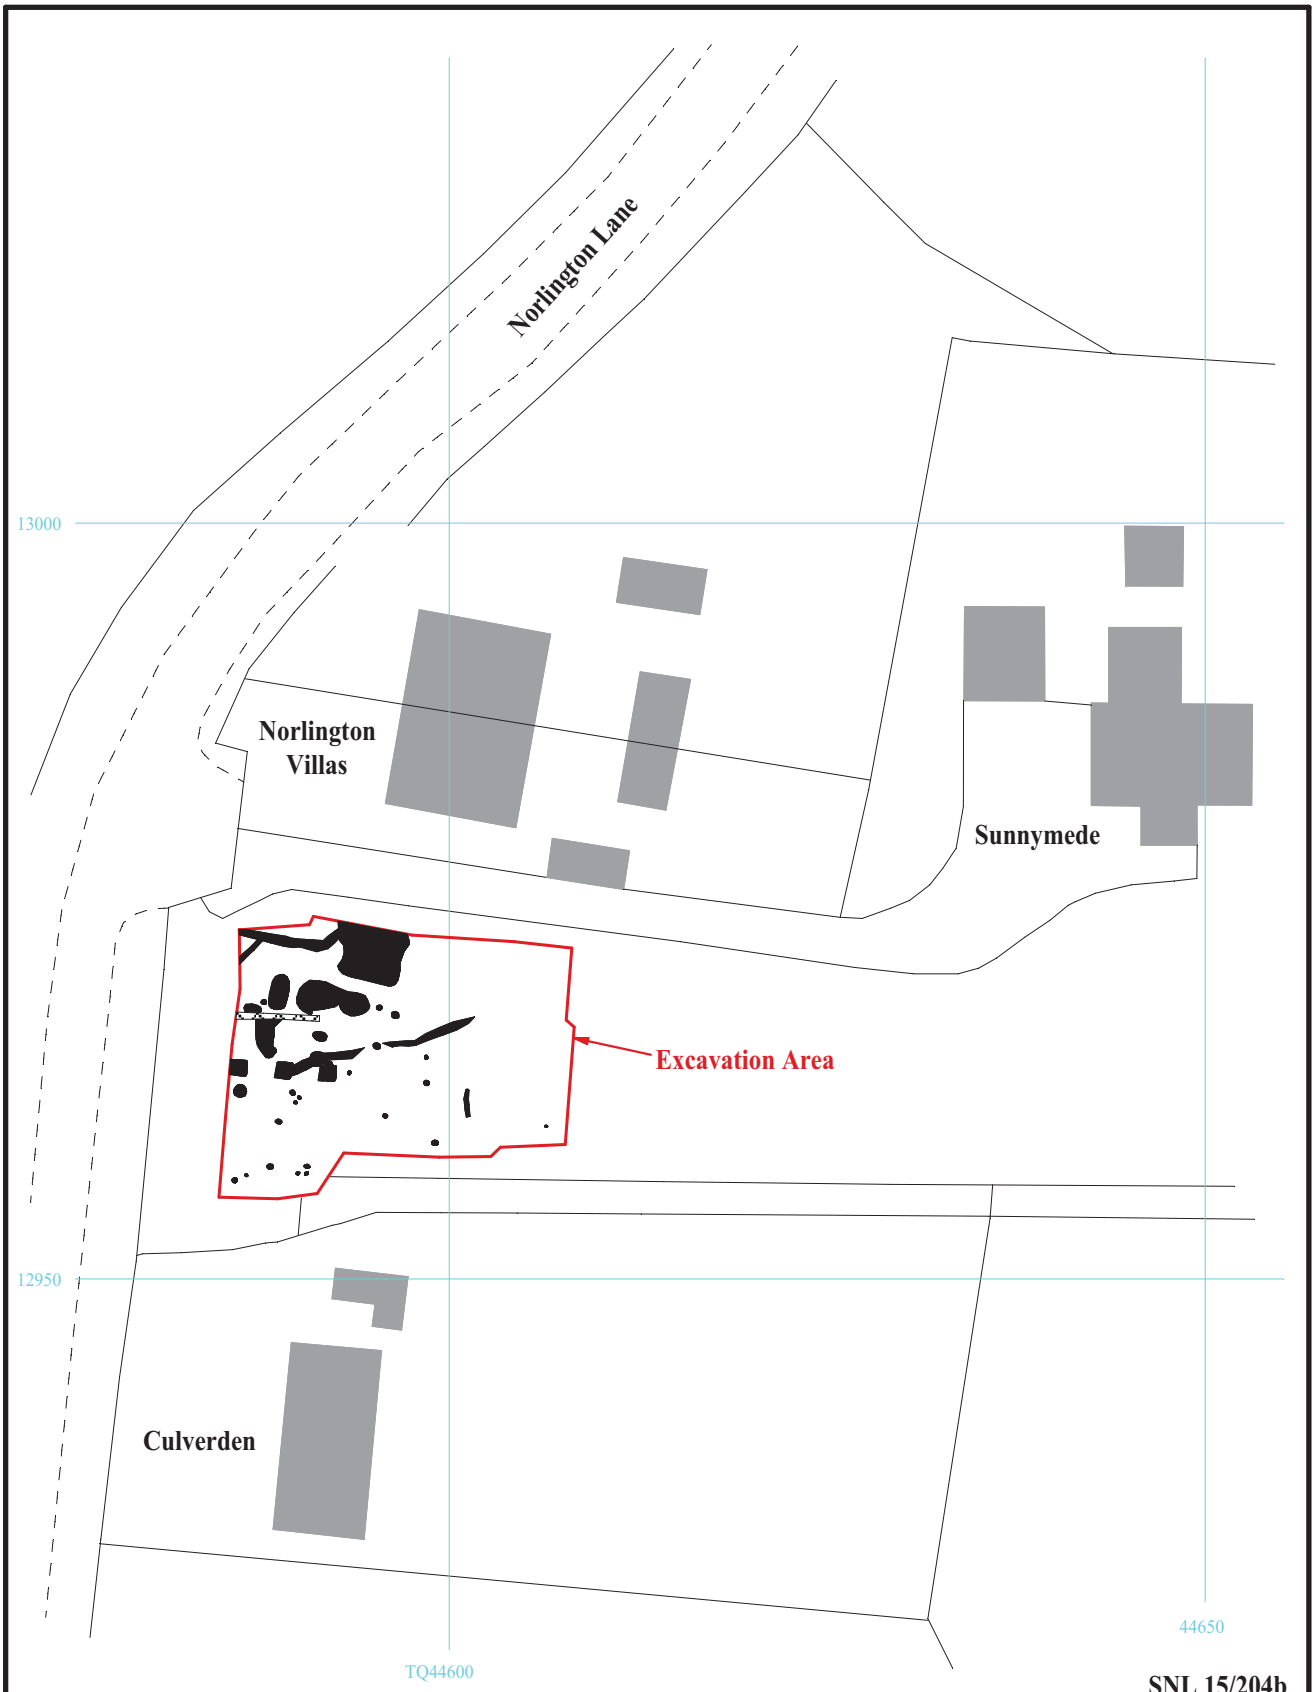 Norlington Lane
13000
Norlington
Villas
Sunnymede
Excavation Area
12950
Culverden
44650
TQ44600
SNL 15/204b